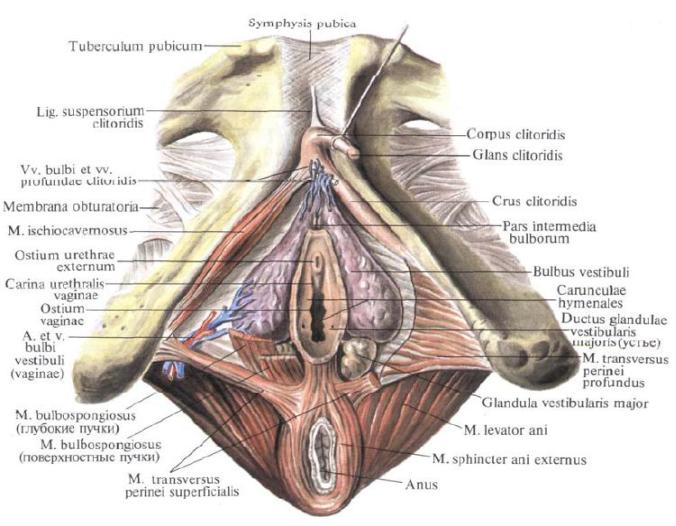 Symphysis pubica
Tuberculum pubicum
Lig. suspensorium
clitoridis
Vv. bulbi et vv.
profundae clitoridis
Membrana obturatoria
M. ischiocavernosus
Ostium urethrae
externum
Carina urethralis
vaginae
Ostium
vaginae
A. et v.
bulbi
vestibuli
(vaginae)
M. bulbospongiosus
(глубокие пучки)
M. bulbospongiosus
(поверхностные пучки)
M. transversus
perinei superficialis
Corpus clitoridis
Glans clitoridis
Crus clitoridis
Pars intermedia
bulborum
Bulbus vestibuli
Carunculae
hymenales
Ductus glandulae
vestibularis
majoris (устье)
M. transversus
perinei
profundus
Glandula vestibularis major
M. levator ani
M. sphincter ani externus
Anus